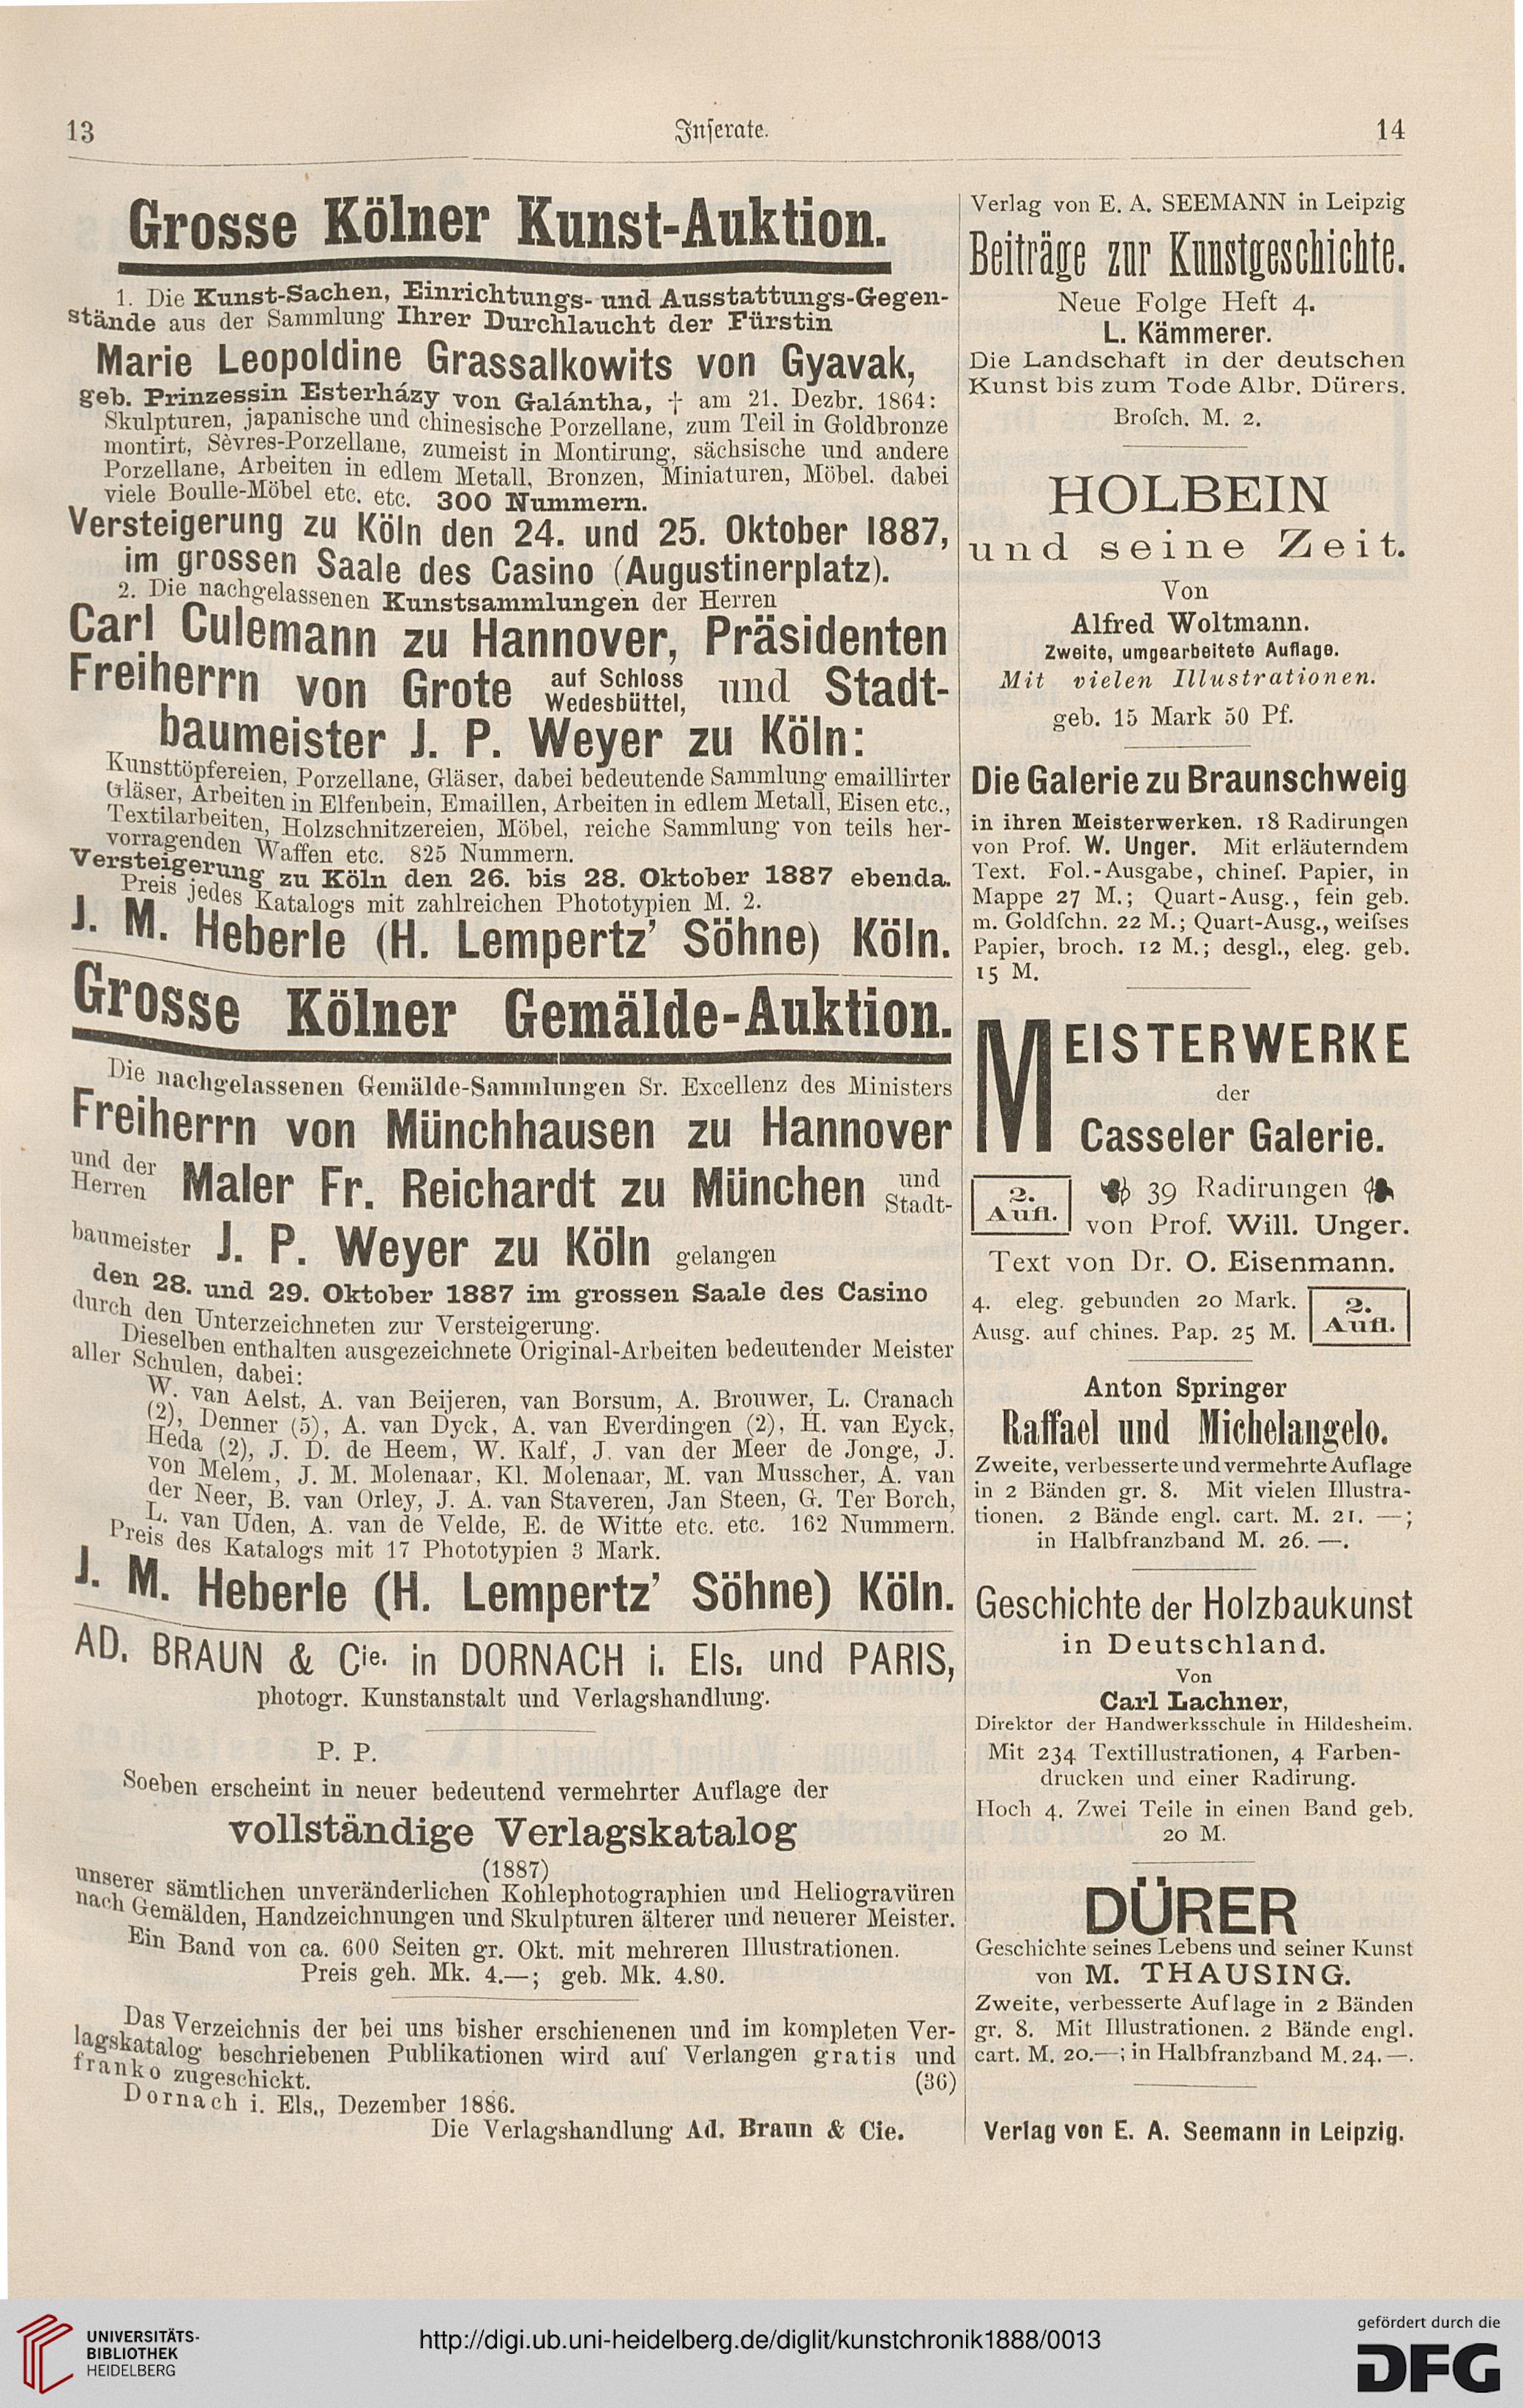 13
Inserate.
14
Grosse Kölner Kunst-Auktion.
1. Die Kunst-Sachen, Einrichtungs- und Ausstattungs-Gegen-
stände aus der Sammlung Ihrer Durchlaucht der Fürstin
Marie Leopoldine Grassalkowits von Gyavak,
geb. Prinzessin Esterházy von Galántha, † am 21. Dezbr. 1864:
Skulpturen, japanische und chinesische Porzellane, zum Teil in Goldbronze
montirt, Sèvres-Porzellane, zumeist in Montirung, sächsische und andere
Porzellane, Arbeiten in edlem Metall, Bronzen, Miniaturen, Möbel. dabei
viele Boulle-Möbel etc. etc. 300 Nummern.
Versteigerung zu Köln den 24. und 25. Oktober 1887,
im grossen Saale des Casino (Augustinerplatz).
2. Die nachgelassenen Kunstsammlungen der Herren
Carl Culemann zu Hannover, Präsidenten
Freiherrn von Grote auf Schloss Wedesbüttel, und Stadt-
baumeister J. P. Weyer zu Köln:
Kunsttöpfereien, Porzellane, Gläser, dabei bedeutende Sammlung emaillirter
Gläser, Arbeiten in Elfenbein, Emaillen, Arbeiten in edlem Metall, Eisen etc.,
Textilarbeiten, Holzschnitzereien, Möbel, reiche Sammlung von teils her-
vorragenden Waffen etc. 825 Nummern.
Versteigerung zu Köln den 26. bis 28. Oktober 1887 ebenda.
Preis jedes Katalogs mit zahlreichen Phototypien M. 2.
J. M. Heberle (H. Lempertz' Söhne) Köln.
Grosse Kölner Gemälde-Auktion.
Die nachgelassenen Gemälde-Sammlungen Sr. Excellenz des Ministers
Freiherrn von Münchhausen zu Hannover
und der Herren Maler Fr. Reichardt zu München und Stadt-
baumeister J. P. Weyer zu Köln gelangen
den 28. und 29. Oktober 1887 im grossen Saale des Casino
durch den Unterzeichneten zur Versteigerung.
Dieselben enthalten ausgezeichnete Original-Arbeiten bedeutender Meister
aller Schulen, dabei:
W. van Aelst, A. van Beijeren, van Borsum, A. Brouwer, L. Cranach
(2), Denner (5), A. van Dyck, A. van Everdingen (2), H. van Eyck,
Heda (2), J. D. de Heem, W. Kalf, J. van der Meer de Jonge, J.
von Melem, J. M. Molenaar, Kl. Molenaar, M. van Musscher, A. van
der Neer, B. van Orley, J. A. van Staveren, Jan Steen, G. Ter Borch,
L. van Uden, A. van de Velde, E. de Witte etc. etc. 162 Nummern.
Preis des Katalogs mit 17 Phototypien 3 Mark.
J. M. Heberle (H. Lempertz' Söhne) Köln.
AD. BRAUN & Cie. in DORNACH i. Els. und PARIS,
photogr. Kunstanstalt und Verlagshandlung.
P. P.
Soeben erscheint in neuer bedeutend vermehrter Auflage der
vollständige Verlagskatalog
(1887)
unserer sämtlichen unveränderlichen Kohlephotographien und Heliogravüren
nach Gemälden, Handzeichnungen und Skulpturen älterer und neuerer Meister.
Ein Band von ca. 600 Seiten gr. Okt. mit mehreren Illustrationen.
Preis geh. Mk. 4.—; geb. Mk. 4.80.
Das Verzeichnis der bei uns bisher erschienenen und im kompleten Ver-
lagskatalog beschriebenen Publikationen wird auf Verlangen gratis und
franko zugeschickt. (36)
Dornach i. Els., Dezember 1886.
Die Verlagshandlung Ad. Braun & Cie.
Verlag von E. A. SEEMANN in Leipzig
Beiträge zur Kunstgeschichte.
Neue Folge Heft 4.
L. Kämmerer.
Die Landschaft in der deutschen
Kunst bis zum Tode Albr. Dürers.
Brosch. M. 2.
HOLBEIN
und seine Zeit.
Von
Alfred Woltmann.
Zweite, umgearbeitete Auflage.
Mit vielen Illustrationen.
geb. 15 Mark 50 Pf.
Die Galerie zu Braunschweig
in ihren Meisterwerken. 18 Radirungen
von Prof. W. Unger. Mit erläuterndem
Text. Fol.-Ausgabe, chines. Papier, in
Mappe 27 M.; Quart-Ausg., fein geb.
m. Goldschn. 22 M.; Quart-Ausg., weisses
Papier, broch. 12 M.; desgl., eleg. geb.
15 M.
MEISTERWERKE
der
Casseler Galerie.
2. Aufl.
39 Radirungen
von Prof. Will. Unger.
Text von Dr. O. Eisenmann.
4. eleg. gebunden 20 Mark.
Ausg. auf chines. Pap. 25 M.
2. Aufl.
Anton Springer
Raffael und Michelangelo.
Zweite, verbesserte und vermehrte Auflage
in 2 Bänden gr. 8. Mit vielen Illustra-
tionen. 2 Bände engl. cart. M. 21. —;
in Halbfranzband M. 26. —.
Geschichte der Holzbaukunst
in Deutschland.
Von
Carl Lachner,
Direktor der Handwerksschule in Hildesheim.
Mit 234 Textillustrationen, 4 Farben-
drucken und einer Radirung.
Hoch 4. Zwei Teile in einen Band geb.
20 M.
DÜRER
Geschichte seines Lebens und seiner Kunst
von M. THAUSING.
Zweite, verbesserte Auflage in 2 Bänden
gr. 8. Mit Illustrationen. 2 Bände engl.
cart. M. 20.—; in Halbfranzband M. 24.—.
Verlag von E. A. Seemann in Leipzig.
UNIVERSITÄTS-
BIBLIOTHEK
HEIDELBERG
http://digi.ub.uni-heidelberg.de/diglit/kunstchronik1888/0013
gefördert durch die
DFG